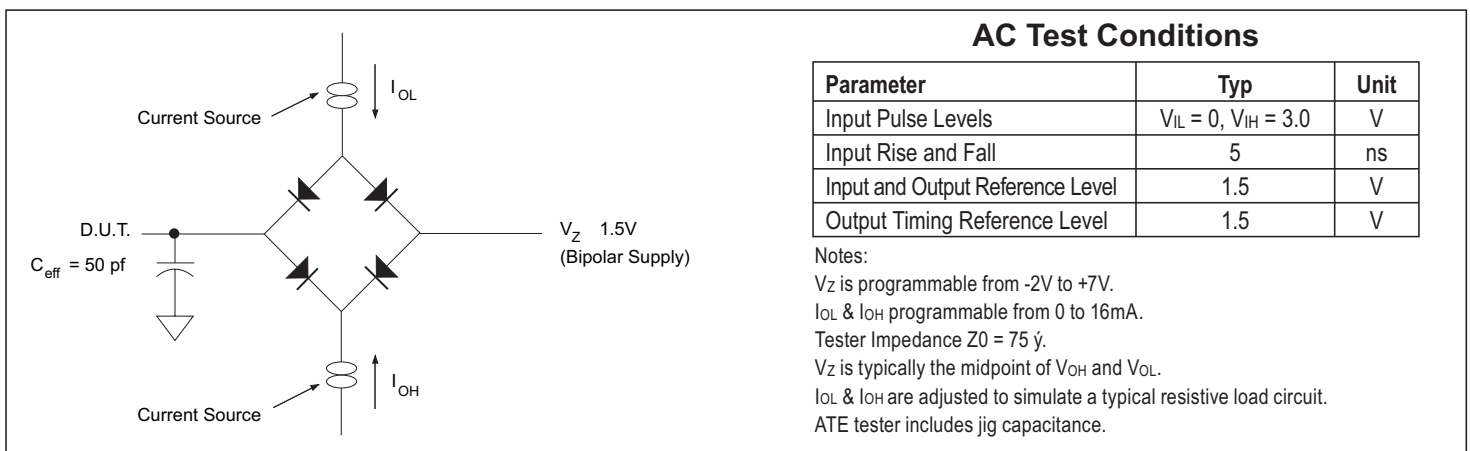 I OL
Current Source
D.U.T.
C eff = 50 pf
V Z 1.5V
(Bipolar Supply)
I OH
Current Source
AC Test Conditions
Parameter Typ Unit
Input Pulse Levels VIL = 0, VIH = 3.0 V
Input Rise and Fall 5 ns
Input and Output Reference Level 1.5 V
Output Timing Reference Level 1.5 V
Notes:
VZ is programmable from -2V to +7V.
IOL & IOH programmable from 0 to 16mA.
Tester Impedance Z0 = 75 ý.
VZ is typically the midpoint of VOH and VOL.
IOL & IOH are adjusted to simulate a typical resistive load circuit.
ATE tester includes jig capacitance.